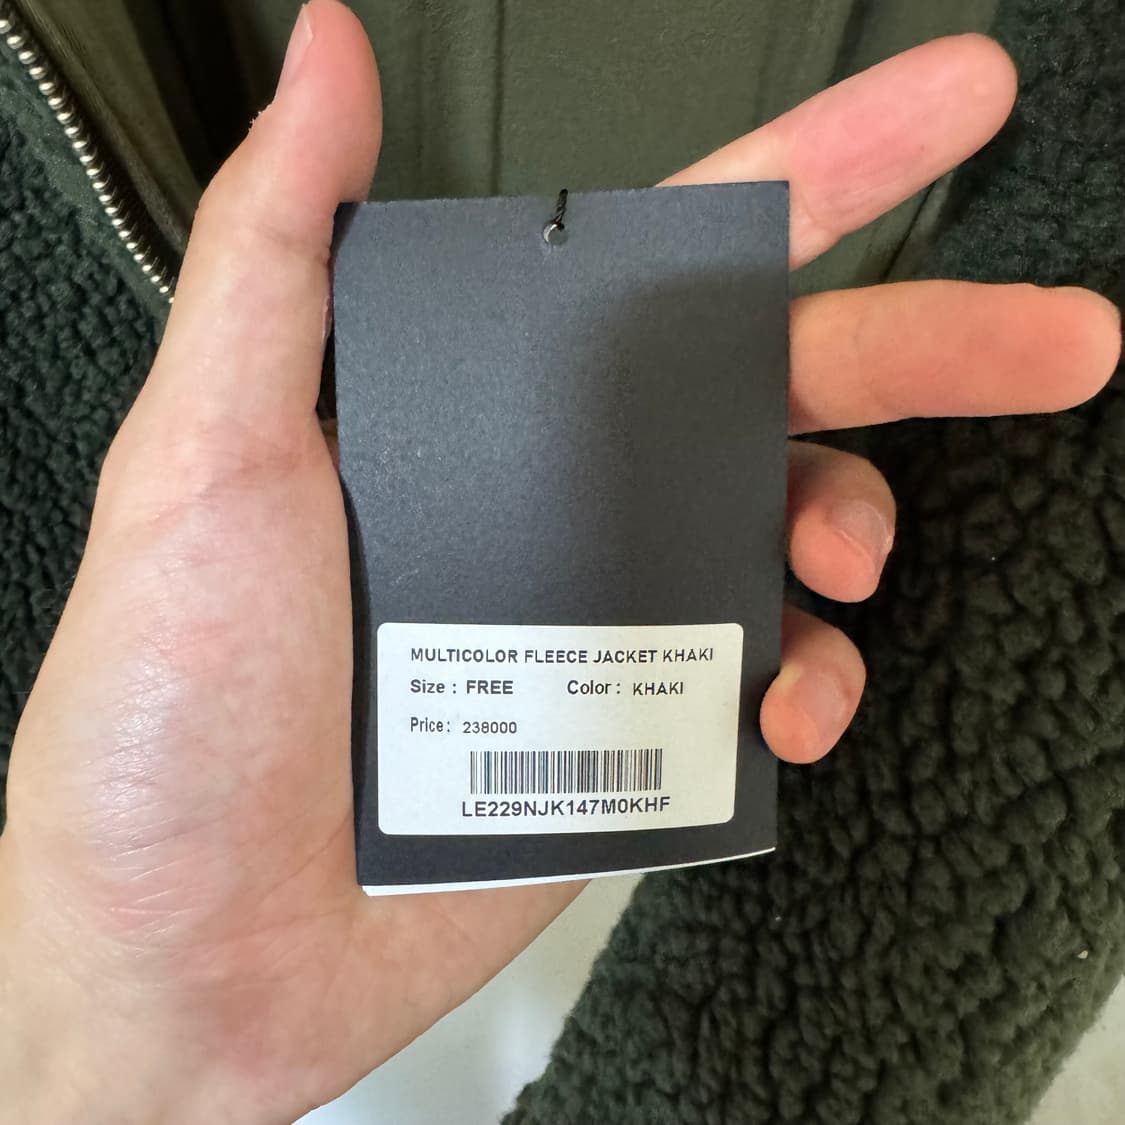 MULTICOLOR FLEECE JACKET KHAKI
Size : FREE Color : KHAKI
Price : 238000
LE229NJK147M0KHF